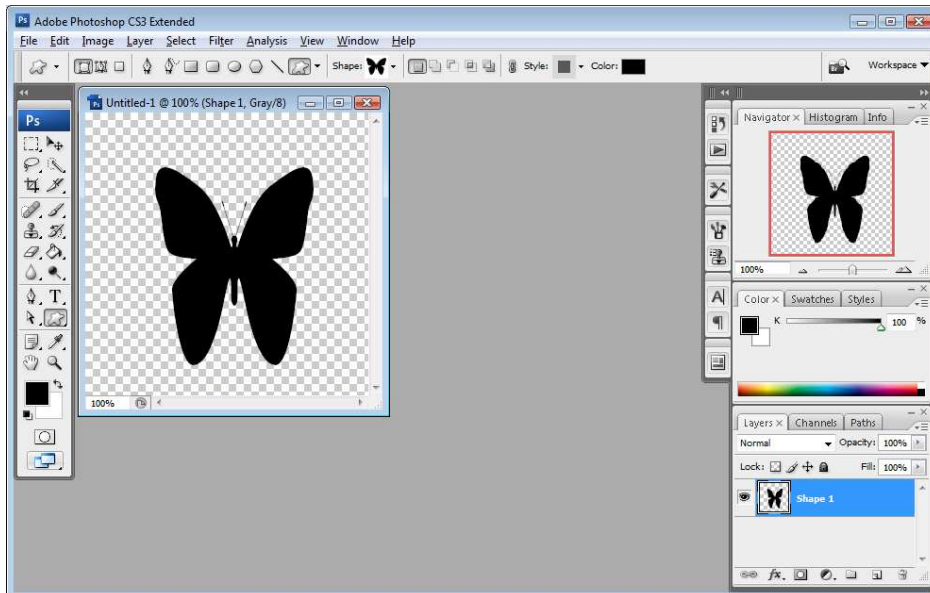 Ps Adobe Photoshop CS3 Extended
File Edit Image Layer Select Filter Analysis View Window Help
Shape: Style: Color: Workspace
Ps
Untitled-1 @ 100% (Shape 1, Gray/8)
T
100%
A
Navigator × Histogram Info
100%
Color × Swatches Styles
K 100 %
Layers × Channels Paths
Normal Opacity: 100%
Lock: Fill: 100%
Shape 1
fx.